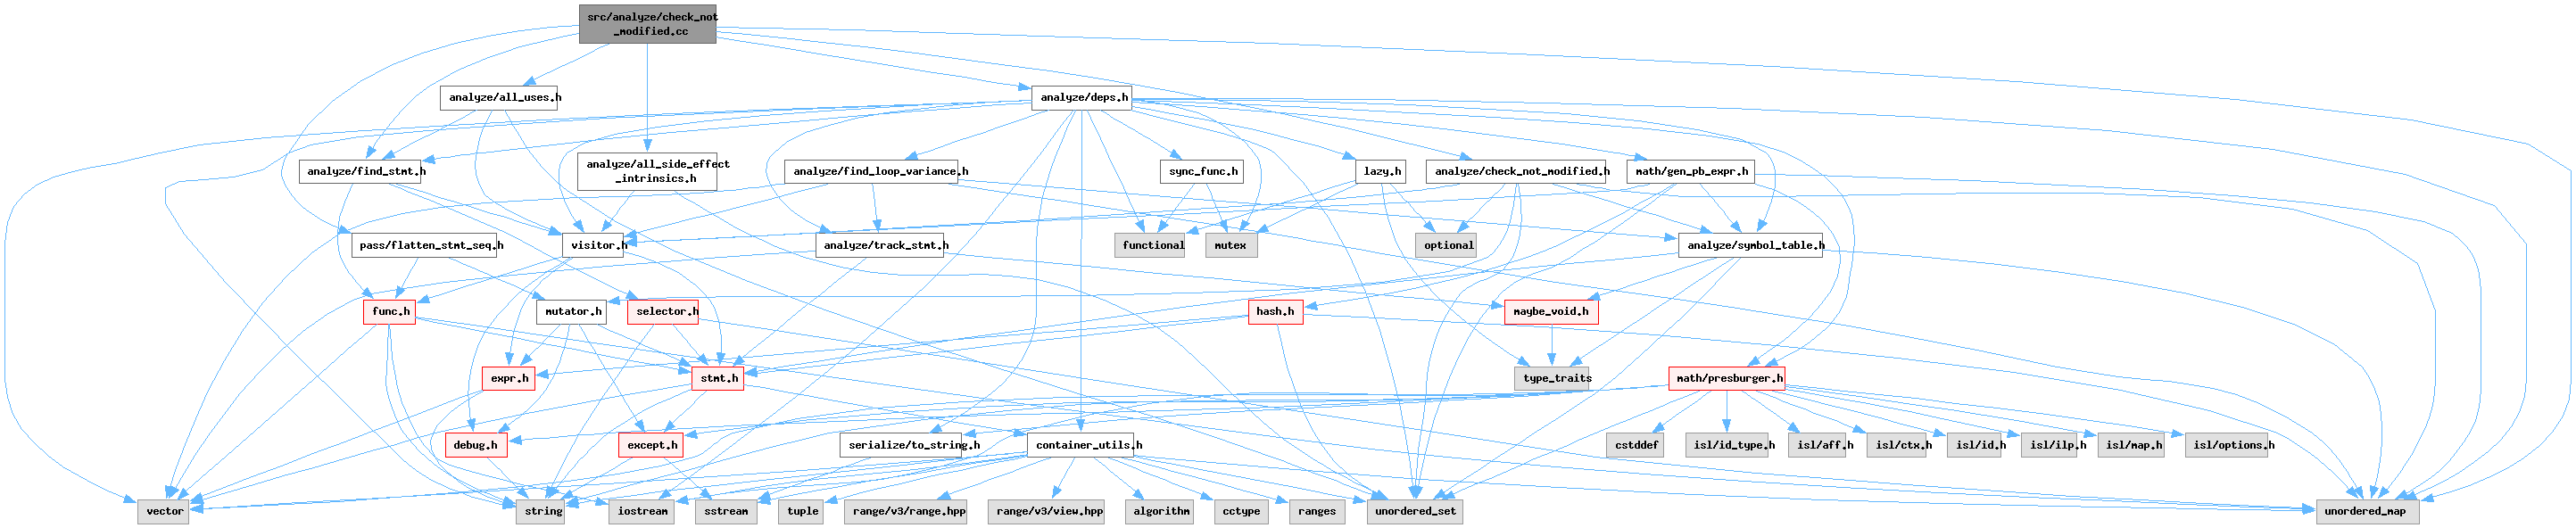 src/analyze/check_not
_modified.cc
analyze/all_uses.h
analyze/deps.h
analyze/find_stmt.h
analyze/all_side_effect
_intrinsics.h
analyze/find_loop_variance.h
sync_func.h
lazy.h
analyze/check_not_modified.h
math/gen_pb_expr.h
pass/flatten_stmt_seq.h
visitor.h
analyze/track_stmt.h
functional
mutex
optional
analyze/symbol_table.h
func.h
mutator.h
selector.h
hash.h
maybe_void.h
expr.h
stmt.h
type_traits
math/presburger.h
debug.h
except.h
serialize/to_string.h
container_utils.h
cstddef
isl/id_type.h
isl/aff.h
isl/ctx.h
isl/id.h
isl/ilp.h
isl/map.h
isl/options.h
vector
string
iostream
sstream
tuple
range/v3/range.hpp
range/v3/view.hpp
algorithm
cctype
ranges
unordered_set
unordered_map